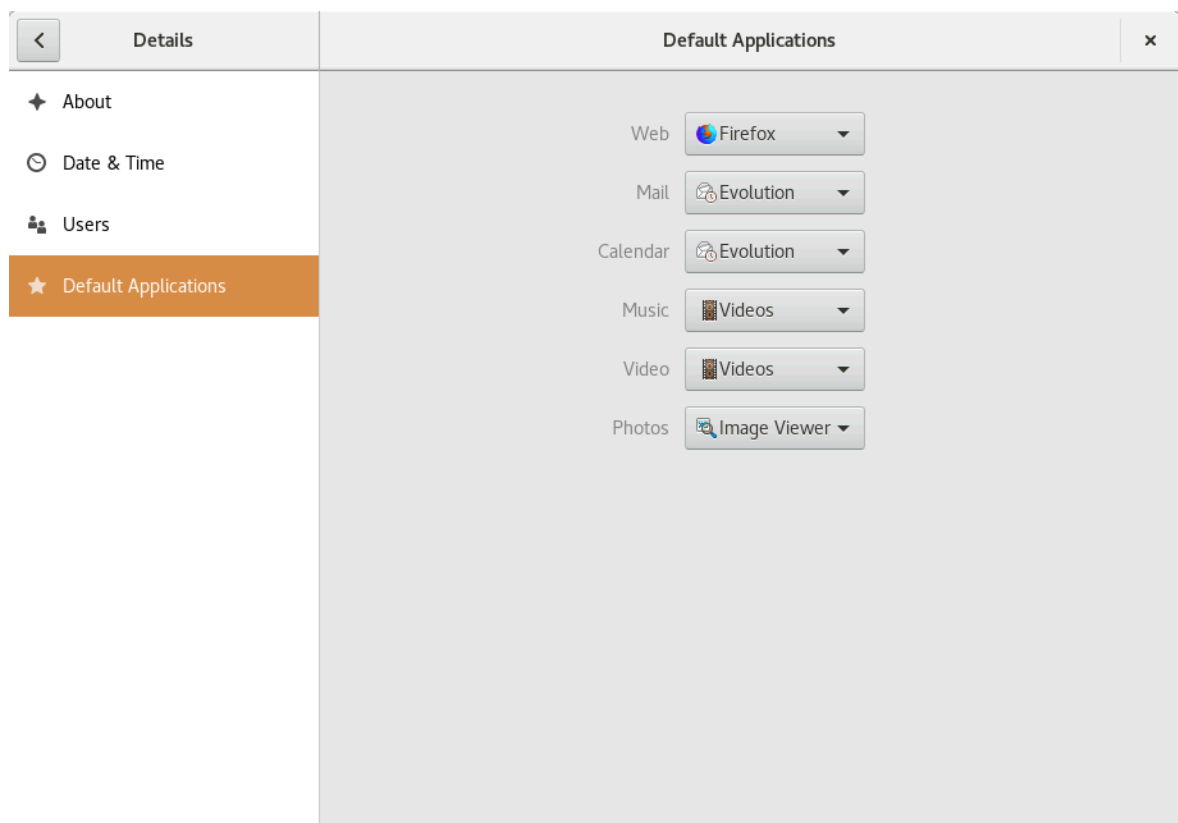 Details
Default Applications
About
Date & Time
Users
Default Applications
Web Firefox
Mail Evolution
Calendar Evolution
Music Videos
Video Videos
Photos Image Viewer